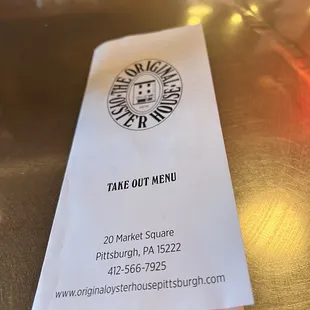 THE ORIGINAL
OYSTER HOUSE
TAKE OUT MENU
20 Market Square
Pittsburgh, PA 15222
412-566-7925
www.originaloysterhousepittsburgh.com